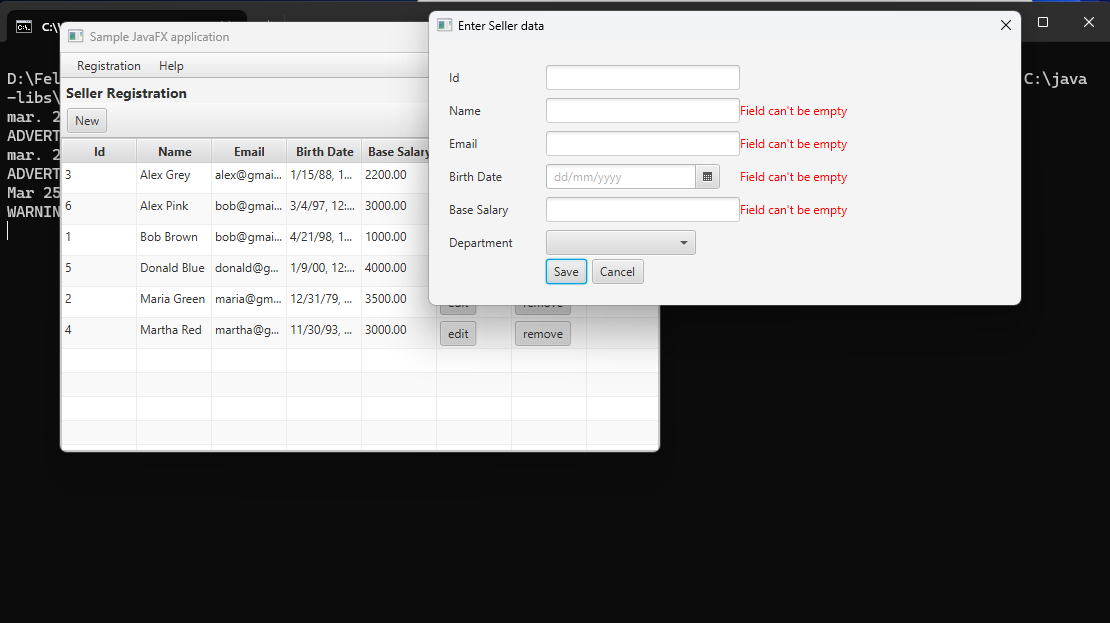 C:\
Sample JavaFX application
Registration Help
Seller Registration
New
Id Name Email Birth Date Base Salary
3 Alex Grey alex@gmai... 1/15/88, 1... 2200.00
6 Alex Pink bob@gmai... 3/4/97, 12:... 3000.00
1 Bob Brown bob@gmai... 4/21/98, 1... 1000.00
5 Donald Blue donald@g... 1/9/00, 12:... 4000.00
2 Maria Green maria@gm... 12/31/79, ... 3500.00 edit remove
4 Martha Red martha@g... 11/30/93, ... 3000.00 edit remove
Enter Seller data
Id
Name Field can't be empty
Email Field can't be empty
Birth Date dd/mm/yyyy Field can't be empty
Base Salary Field can't be empty
Department
Save Cancel
D:\Fel C:\java
-libs\
mar. 2
ADVERT
mar. 2
ADVERT
Mar 25
WARNIN